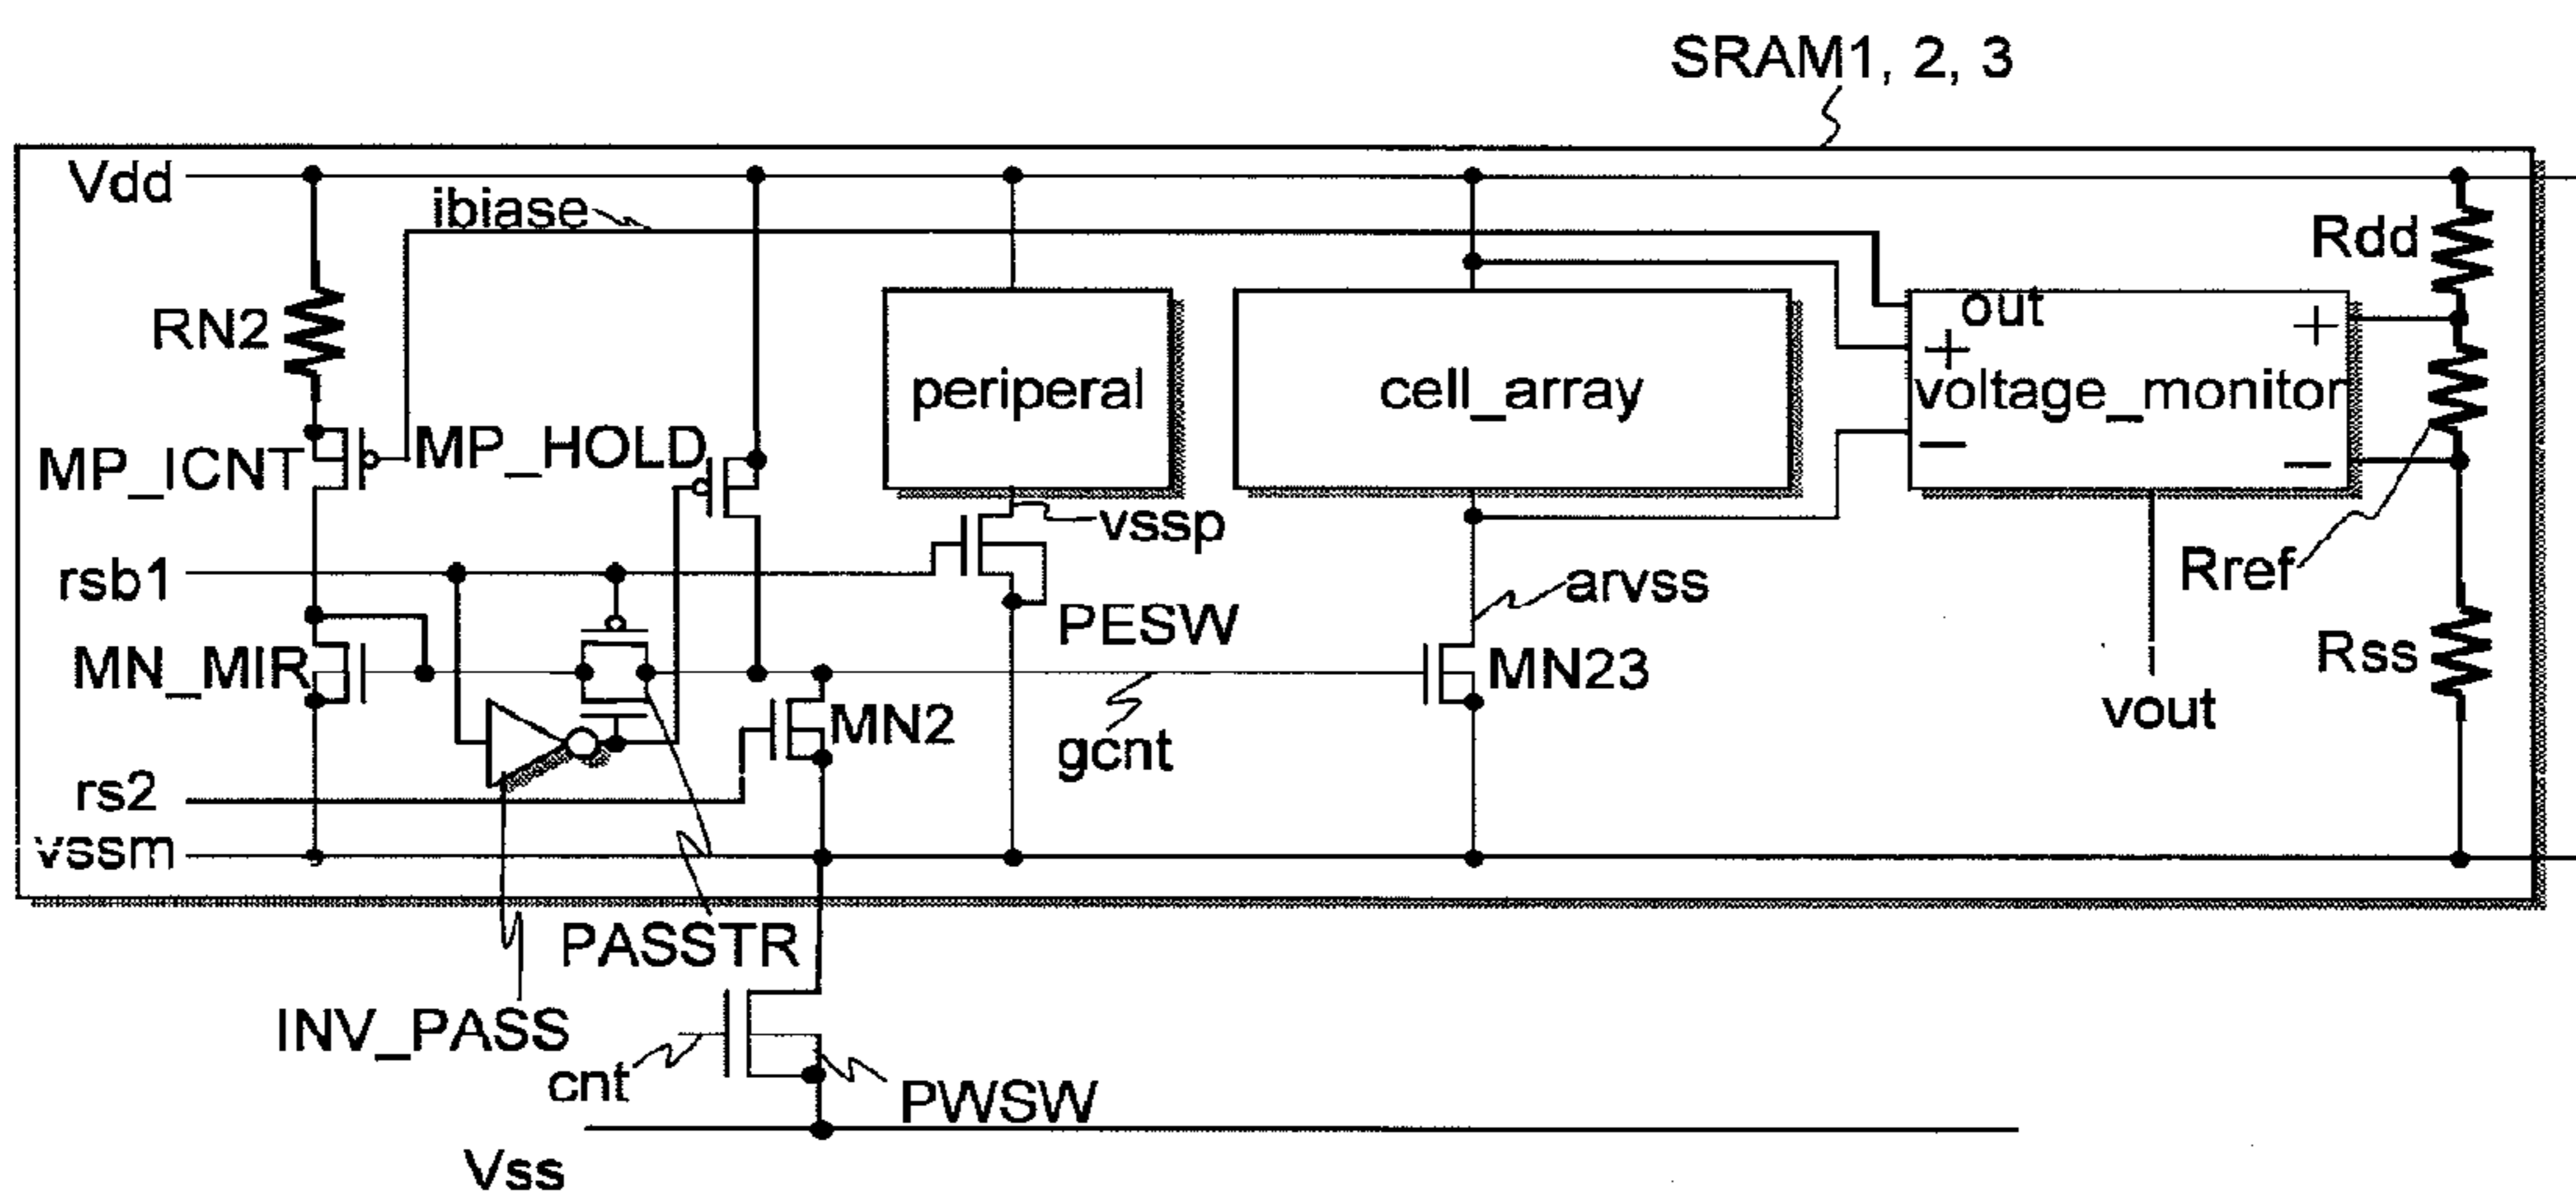 SRAM1, 2, 3
Vdd
ibiase
Rdd
RN2
out
+
+
periperal
cell_array
voltage_monitor
MP_ICNT
MP_HOLD
−
−
vssp
rsb1
Rref
arvss
PESW
MN_MIR
MN23
Rss
MN2
vout
gcnt
rs2
vssm
PASSTR
INV_PASS
cnt
PWSW
Vss